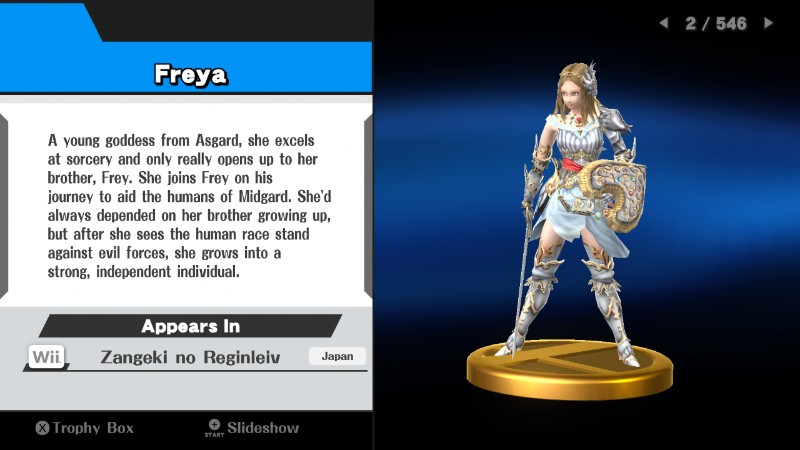 2 / 546
Freya
A young goddess from Asgard, she excels
at sorcery and only really opens up to her
brother, Frey. She joins Frey on his
journey to aid the humans of Midgard. She'd
always depended on her brother growing up,
but after she sees the human race stand
against evil forces, she grows into a
strong, independent individual.
Appears In
Wii Zangeki no Reginleiv Japan
X Trophy Box START Slideshow